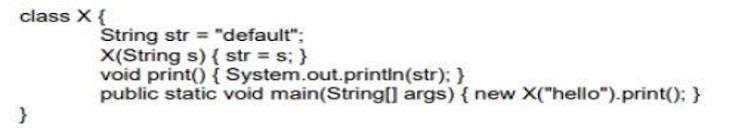 class X {
String str = "default";
X(String s) { str = s; }
void print() { System.out.println(str); }
public static void main(String[] args) { new X("hello").print(); }
}